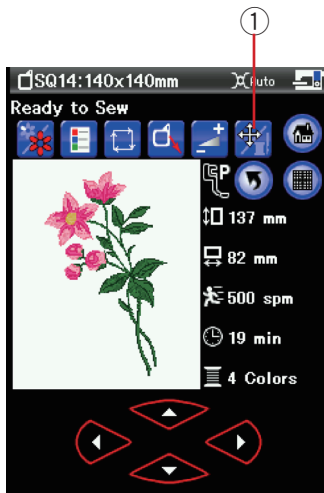 ①
SQ14:140x140mm Auto
Ready to Sew
P
137 mm
82 mm
500 spm
19 min
4 Colors